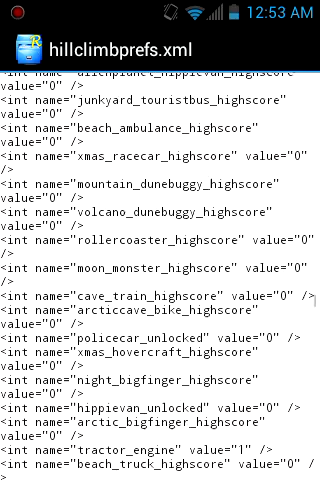 12:53 AM
hillclimbprefs.xml
<int name="alienplanet_hippievan_highscore"
value="0" />
<int name="junkyard_touristbus_highscore"
value="0" />
<int name="beach_ambulance_highscore"
value="0" />
<int name="xmas_racecar_highscore" value="0"
/>
<int name="mountain_dunebuggy_highscore"
value="0" />
<int name="volcano_dunebuggy_highscore"
value="0" />
<int name="rollercoaster_highscore" value="0"
/>
<int name="moon_monster_highscore" value="0"
/>
<int name="cave_train_highscore" value="0" />
<int name="arcticcave_bike_highscore"
value="0" />
<int name="policecar_unlocked" value="0" />
<int name="xmas_hovercraft_highscore"
value="0" />
<int name="night_bigfinger_highscore"
value="0" />
<int name="hippievan_unlocked" value="0" />
<int name="arctic_bigfinger_highscore"
value="0" />
<int name="tractor_engine" value="1" />
<int name="beach_truck_highscore" value="0" /
>